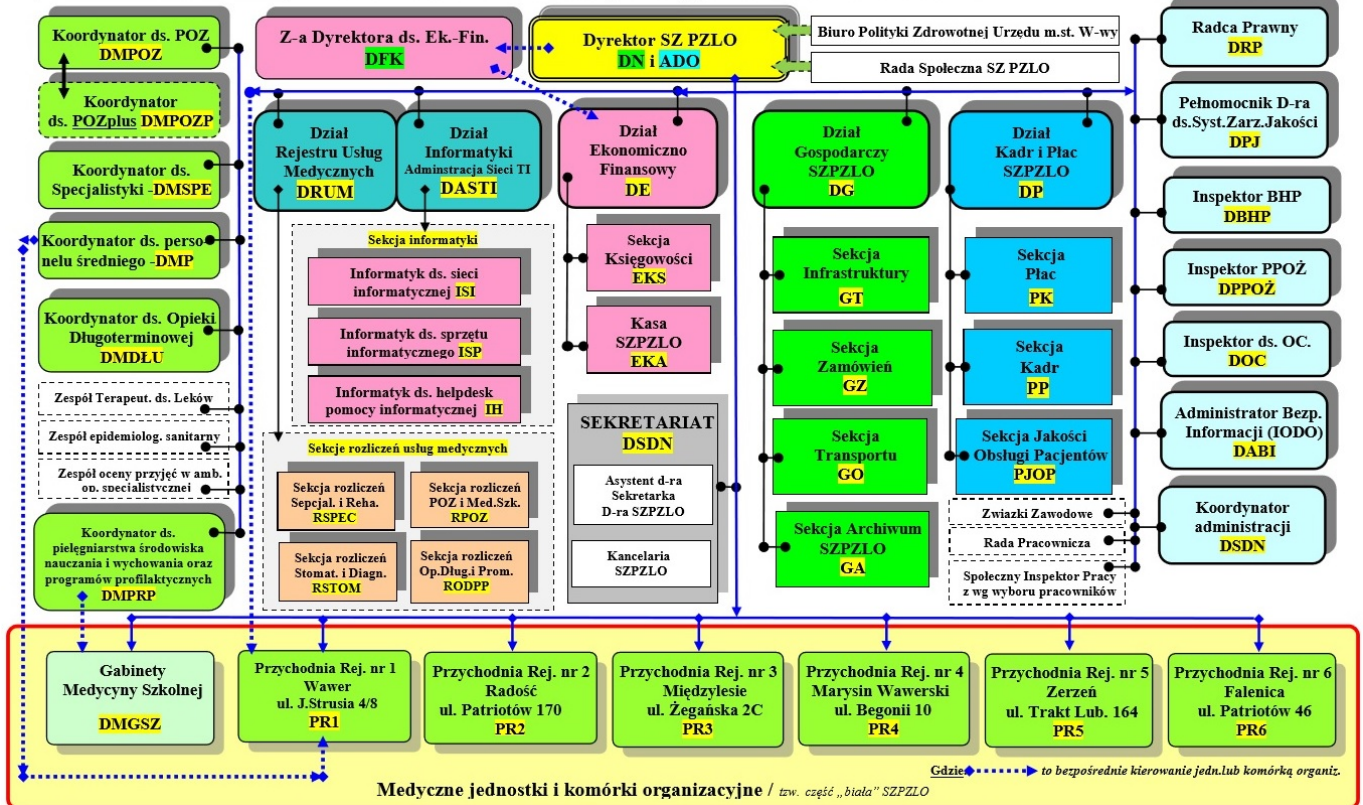 Koordynator ds. POZ
DMPOZ
Koordynator
ds. POZplus DMPOZP
Koordynator ds.
Specjalistyki -DMSPE
Koordynator ds. perso-
nelu średniego -DMP
Koordynator ds. Opieki
Długoterminowej
DMDŁU
Zespół Terapeut. ds. Leków
Zespół epidemiolog. sanitarny
Zespół oceny przyjęć w amb.
op. specjalistycznej
Koordynator ds.
pielęgniarstwa środowiska
nauczania i wychowania oraz
programów profilaktycznych
DMPRP
Z-a Dyrektora ds. Ek.-Fin.
DFK
Dyrektor SZ PZLO
DN i ADO
Biuro Polityki Zdrowotnej Urzędu m.st. W-wy
Rada Społeczna SZ PZLO
Dział
Rejestru Usług
Medycznych
DRUM
Dział
Informatyki
Adminstracja Sieci TI
DASTI
Sekcja informatyki
Informatyk ds. sieci
informatycznej ISI
Informatyk ds. sprzętu
informatycznego ISP
Informatyk ds. helpdesk
pomocy informatycznej IH
Sekcje rozliczeń usług medycznych
Sekcja rozliczeń
Sepcjal. i Reha.
RSPEC
Sekcja rozliczeń
POZ i Med.Szk.
RPOZ
Sekcja rozliczeń
Stomat. i Diagn.
RSTOM
Sekcja rozliczeń
Op.Dług.i Prom.
RODPP
Dział
Ekonomiczno
Finansowy
DE
Sekcja
Księgowości
EKS
Kasa
SZPZLO
EKA
SEKRETARIAT
DSDN
Asystent d-ra
Sekretarka
D-ra SZPZLO
Kancelaria
SZPZLO
Dział
Gospodarczy
SZPZLO
DG
Sekcja
Infrastruktury
GT
Sekcja
Zamówień
GZ
Sekcja
Transportu
GO
Sekcja Archiwum
SZPZLO
GA
Dział
Kadr i Płac
SZPZLO
DP
Sekcja
Płac
PK
Sekcja
Kadr
PP
Sekcja Jakości
Obsługi Pacjentów
PJOP
Zwiazki Zawodowe
Rada Pracownicza
Społeczny Inspektor Pracy
z wg wyboru pracowników
Radca Prawny
DRP
Pełnomocnik D-ra
ds.Syst.Zarz.Jakości
DPJ
Inspektor BHP
DBHP
Inspektor PPOŻ
DPPOŻ
Inspektor ds. OC.
DOC
Administrator Bezp.
Informacji (IODO)
DABI
Koordynator
administracji
DSDN
Gabinety
Medycyny Szkolnej
DMGSZ
Przychodnia Rej. nr 1
Wawer
ul. J.Strusia 4/8
PR1
Przychodnia Rej. nr 2
Radość
ul. Patriotów 170
PR2
Przychodnia Rej. nr 3
Międzylesie
ul. Żegańska 2C
PR3
Przychodnia Rej. nr 4
Marysin Wawerski
ul. Begonii 10
PR4
Przychodnia Rej. nr 5
Zerzeń
ul. Trakt Lub. 164
PR5
Przychodnia Rej. nr 6
Falenica
ul. Patriotów 46
PR6
Gdzie to bezpośrednie kierowanie jedn.lub komórką organiz.
Medyczne jednostki i komórki organizacyjne / tzw. część „biała" SZPZLO